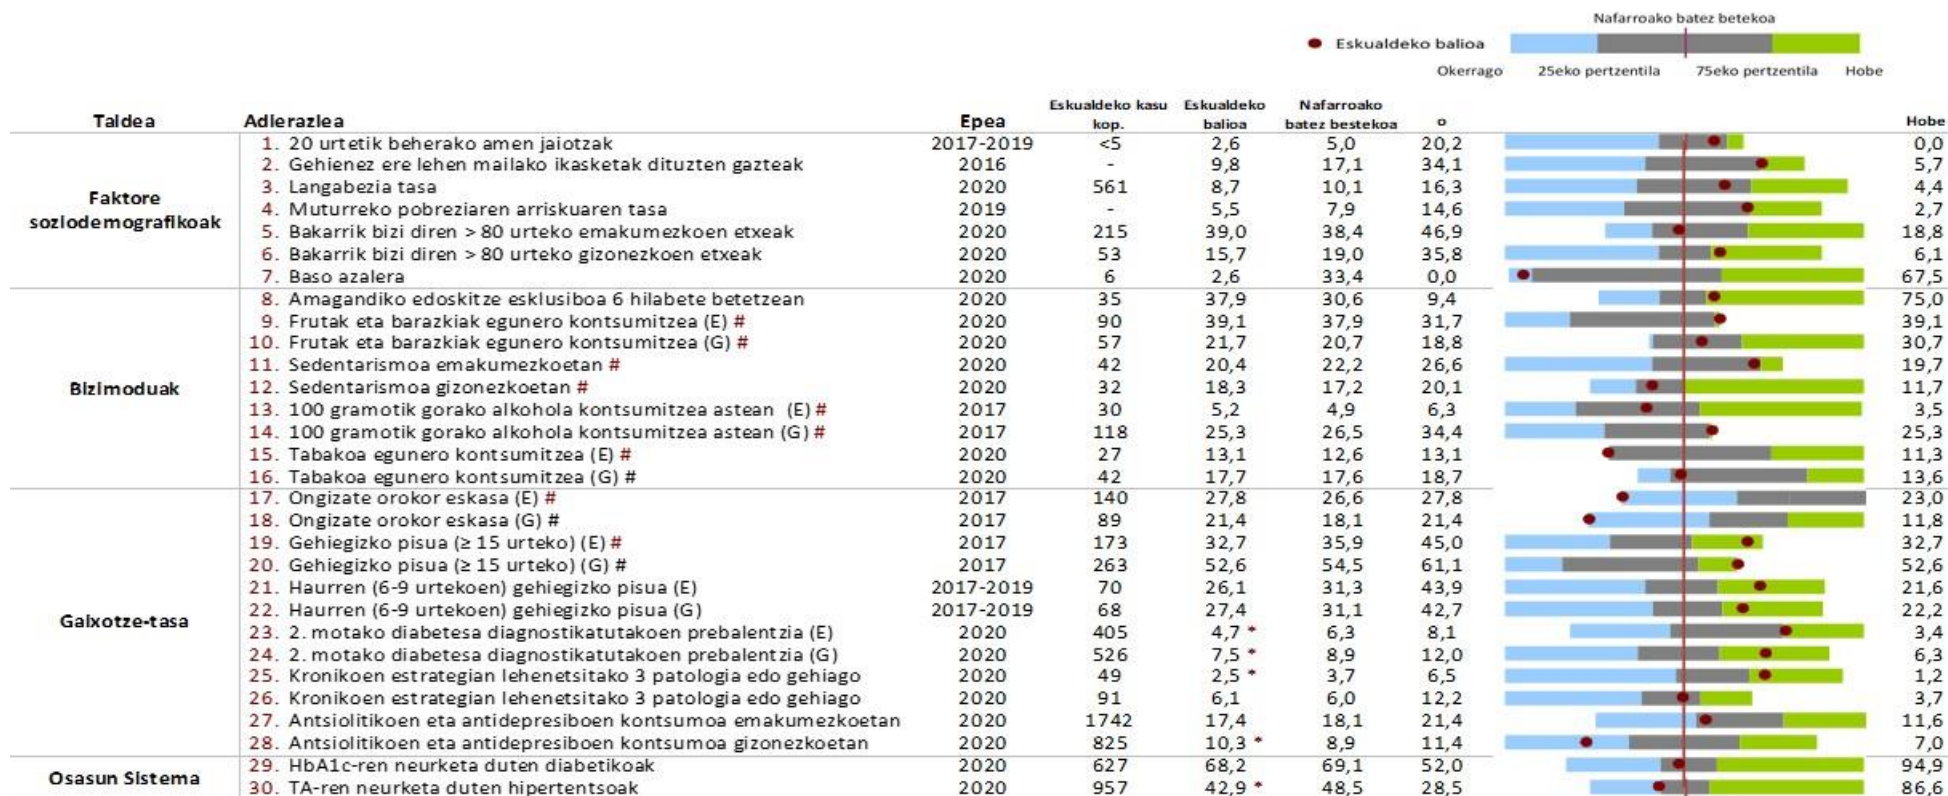 Nafarroako batez betekoa
Eskualdeko balioa
Okerrago 25eko pertzentila 75eko pertzentila Hobe
Taldea Adierazlea Epea Eskualdeko kasu kop. Eskualdeko balioa Nafarroako batez bestekoa o Hobe
Faktore soziodemografikoak
1. 20 urtetik beherako amen jaiotzak 2017-2019 <5 2,6 5,0 20,2 0,0
2. Gehienez ere lehen mailako ikasketak dituzten gazteak 2016 - 9,8 17,1 34,1 5,7
3. Langabezia tasa 2020 561 8,7 10,1 16,3 4,4
4. Muturreko pobreziaren arriskuaren tasa 2019 - 5,5 7,9 14,6 2,7
5. Bakarrik bizi diren > 80 urteko emakumezkoen etxeak 2020 215 39,0 38,4 46,9 18,8
6. Bakarrik bizi diren > 80 urteko gizonezkoen etxeak 2020 53 15,7 19,0 35,8 6,1
7. Baso azalera 2020 6 2,6 33,4 0,0 67,5
Bizimoduak
8. Amagandiko edoskitze esklusiboa 6 hilabete betetzean 2020 35 37,9 30,6 9,4 75,0
9. Frutak eta barazkiak egunero kontsumitzea (E) # 2020 90 39,1 37,9 31,7 39,1
10. Frutak eta barazkiak egunero kontsumitzea (G) # 2020 57 21,7 20,7 18,8 30,7
11. Sedentarismoa emakumezkoetan # 2020 42 20,4 22,2 26,6 19,7
12. Sedentarismoa gizonezkoetan # 2020 32 18,3 17,2 20,1 11,7
13. 100 gramotik gorako alkohola kontsumitzea astean (E) # 2017 30 5,2 4,9 6,3 3,5
14. 100 gramotik gorako alkohola kontsumitzea astean (G) # 2017 118 25,3 26,5 34,4 25,3
15. Tabakoa egunero kontsumitzea (E) # 2020 27 13,1 12,6 13,1 11,3
16. Tabakoa egunero kontsumitzea (G) # 2020 42 17,7 17,6 18,7 13,6
Gaixotze-tasa
17. Ongizate orokor eskasa (E) # 2017 140 27,8 26,6 27,8 23,0
18. Ongizate orokor eskasa (G) # 2017 89 21,4 18,1 21,4 11,8
19. Gehiegizko pisua (≥ 15 urteko) (E) # 2017 173 32,7 35,9 45,0 32,7
20. Gehiegizko pisua (≥ 15 urteko) (G) # 2017 263 52,6 54,5 61,1 52,6
21. Haurren (6-9 urtekoen) gehiegizko pisua (E) 2017-2019 70 26,1 31,3 43,9 21,6
22. Haurren (6-9 urtekoen) gehiegizko pisua (G) 2017-2019 68 27,4 31,1 42,7 22,2
23. 2. motako diabetesa diagnostikatutakoen prebalentzia (E) 2020 405 4,7 * 6,3 8,1 3,4
24. 2. motako diabetesa diagnostikatutakoen prebalentzia (G) 2020 526 7,5 * 8,9 12,0 6,3
25. Kronikoen estrategian lehenetsitako 3 patologia edo gehiago 2020 49 2,5 * 3,7 6,5 1,2
26. Kronikoen estrategian lehenetsitako 3 patologia edo gehiago 2020 91 6,1 6,0 12,2 3,7
27. Antsiolitikoen eta antidepresiboen kontsumoa emakumezkoetan 2020 1742 17,4 18,1 21,4 11,6
28. Antsiolitikoen eta antidepresiboen kontsumoa gizonezkoetan 2020 825 10,3 * 8,9 11,4 7,0
Osasun Sistema
29. HbA1c-ren neurketa duten diabetikoak 2020 627 68,2 69,1 52,0 94,9
30. TA-ren neurketa duten hipertentsoak 2020 957 42,9 * 48,5 28,5 86,6